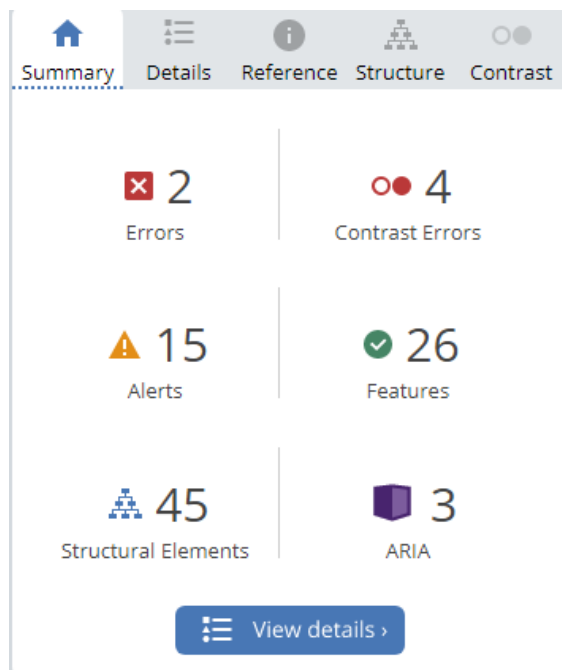 Summary Details Reference Structure Contrast
2 4
Errors Contrast Errors
15 26
Alerts Features
45 3
Structural Elements ARIA
View details ›